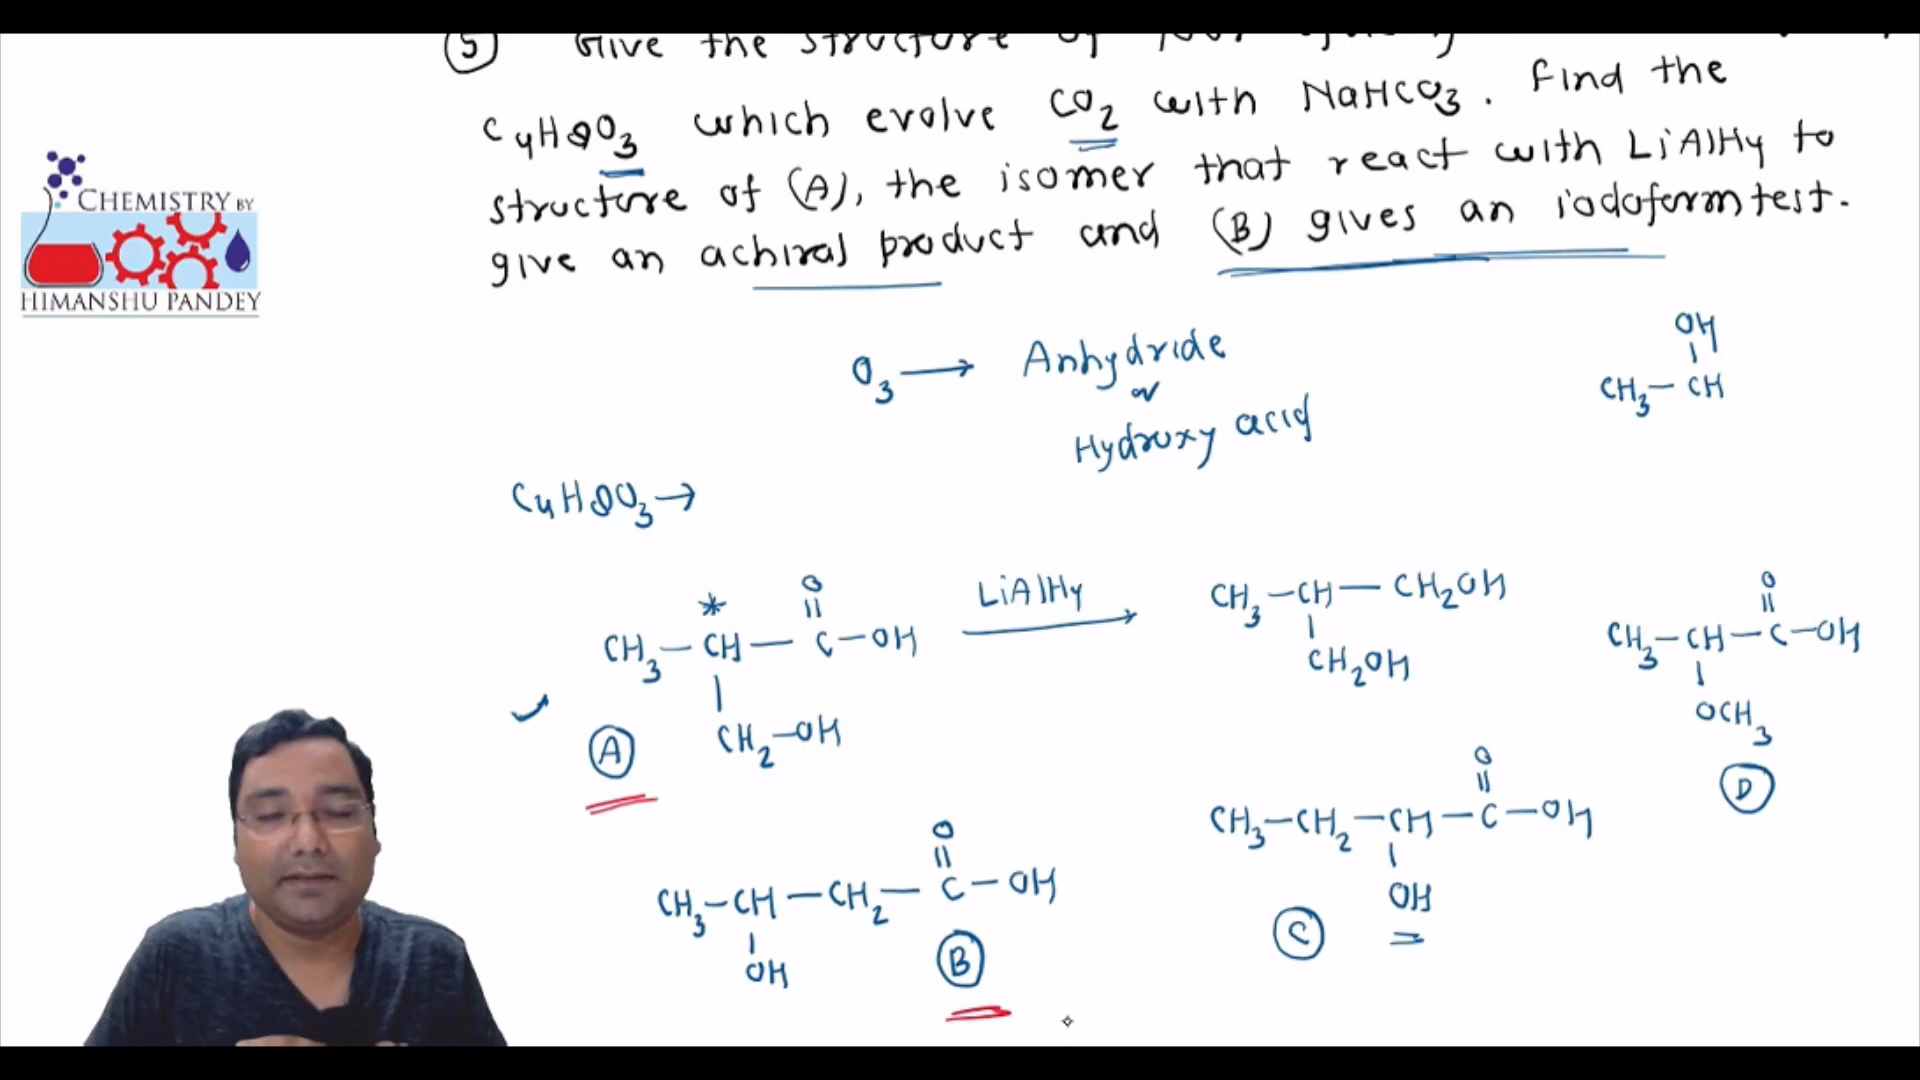 5 Give the structure of
C4H8O3 which evolve CO2 with NaHCO3. Find the
structure of (A), the isomer that react with LiAlH4 to
give an achiral product and (B) gives an iodoform test.
CHEMISTRY BY
HIMANSHU PANDEY
O3 → Anhydride
or
Hydroxy acid
OH
CH3 – CH
C4H8O3 →
* O
CH3 – CH – C – OH
CH2 – OH
A
LiAlH4
CH3 – CH – CH2OH
CH2OH
O
CH3 – CH – C – OH
OCH3
D
O
CH3 – CH – CH2 – C – OH
OH
B
O
CH3 – CH2 – CH – C – OH
OH
C